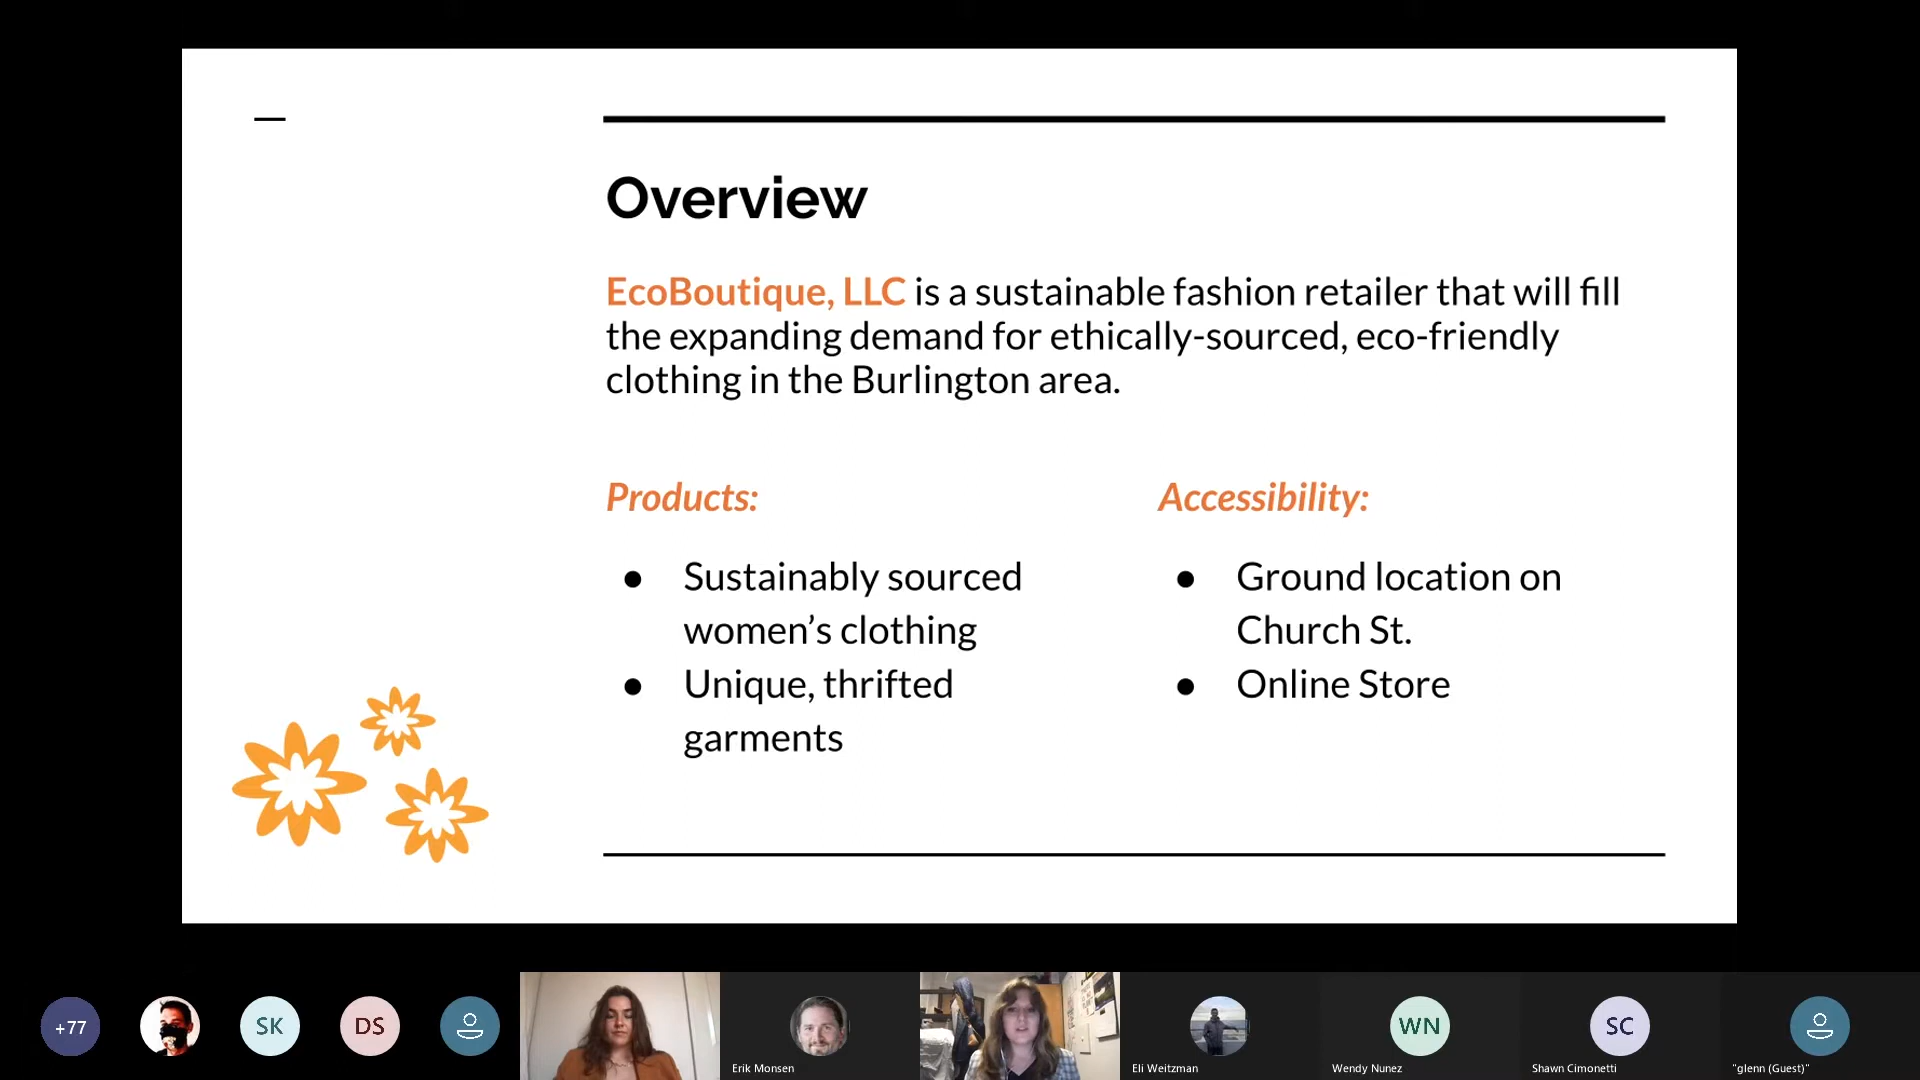 Overview
EcoBoutique, LLC is a sustainable fashion retailer that will fill
the expanding demand for ethically-sourced, eco-friendly
clothing in the Burlington area.
Products:
● Sustainably sourced
women’s clothing
● Unique, thrifted
garments
Accessibility:
● Ground location on
Church St.
● Online Store
+77
SK
DS
Erik Monsen
Eli Weitzman
WN
Wendy Nunez
SC
Shawn Cimonetti
"glenn (Guest)"